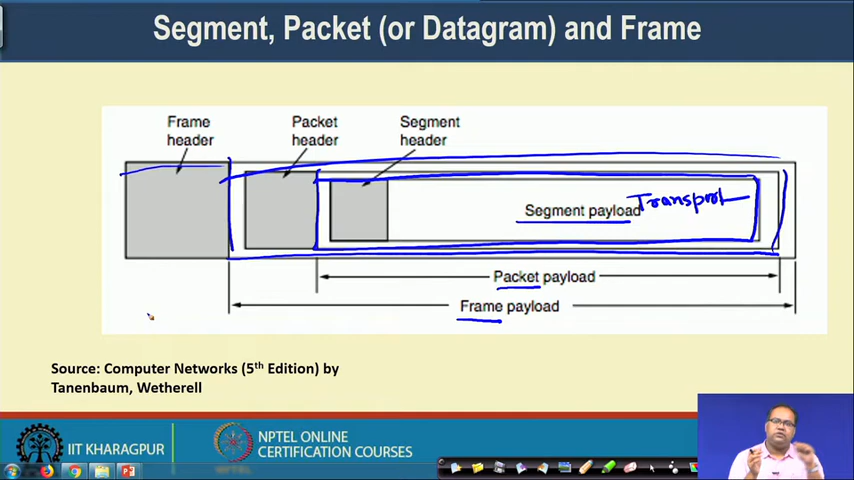 Segment, Packet (or Datagram) and Frame
Frame
header
Packet
header
Segment
header
Segment payload
Transport
Packet payload
Frame payload
Source: Computer Networks (5th Edition) by
Tanenbaum, Wetherell
IIT KHARAGPUR
NPTEL ONLINE
CERTIFICATION COURSES
NPTEL